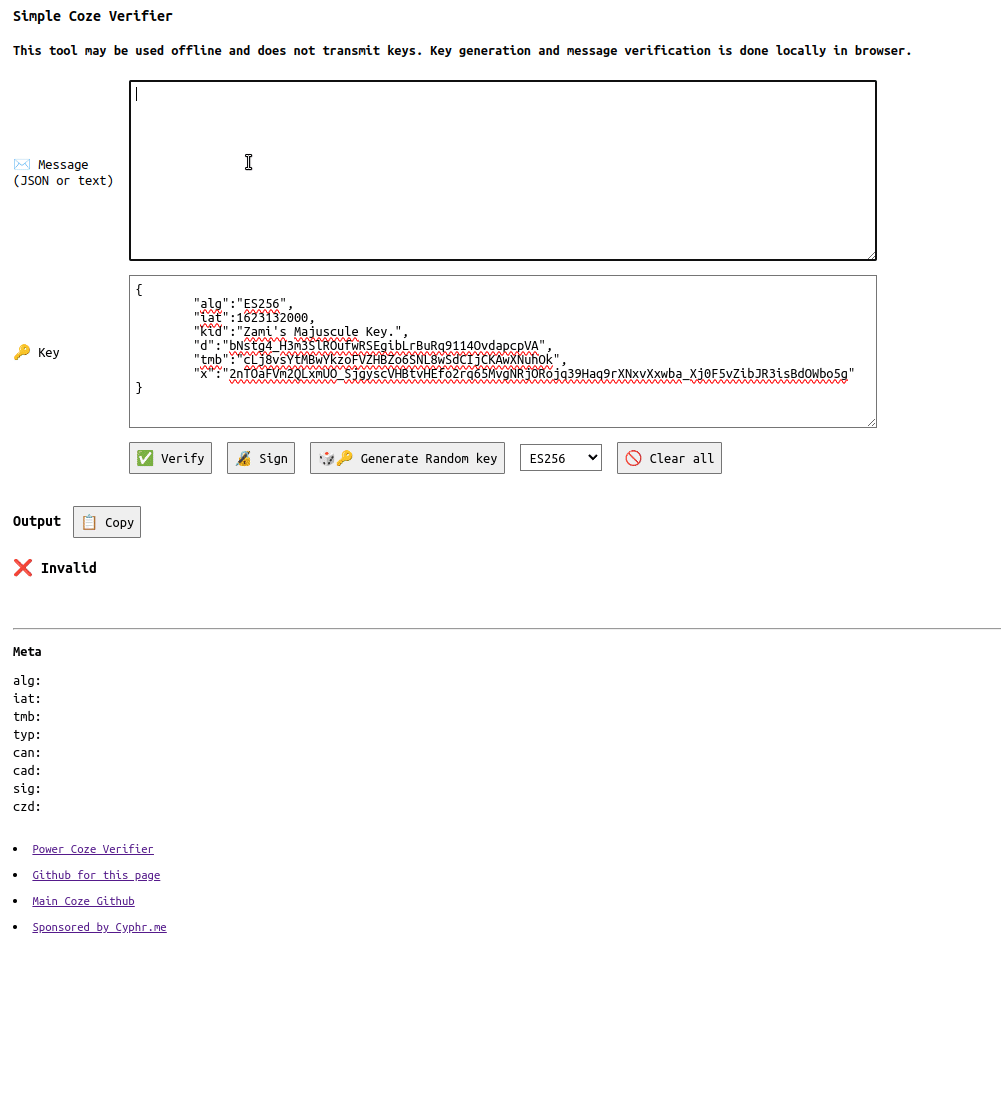 Simple Coze Verifier
This tool may be used offline and does not transmit keys. Key generation and message verification is done locally in browser.
✉️ Message
(JSON or text)
🔑 Key
{
"alg":"ES256",
"iat":1623132000,
"kid":"Zami's Majuscule Key.",
"d":"bNstg4_H3m3SlROufwRSEgibLrBuRq9114OvdapcpVA",
"tmb":"cLj8vsYtMBwYkzoFVZHBZo6SNL8wSdCIjCKAwXNuhOk",
"x":"2nTOaFVm2QLxmUO_SjgyscVHBtvHEfo2rq65MvgNRjORojq39Haq9rXNxvXxwba_Xj0F5vZibJR3isBdOWbo5g"
}
✅ Verify
🔏 Sign
🎲🔑 Generate Random key
ES256
🚫 Clear all
Output
📋 Copy
❌ Invalid
Meta
alg:
iat:
tmb:
typ:
can:
cad:
sig:
czd:
Power Coze Verifier
Github for this page
Main Coze Github
Sponsored by Cyphr.me